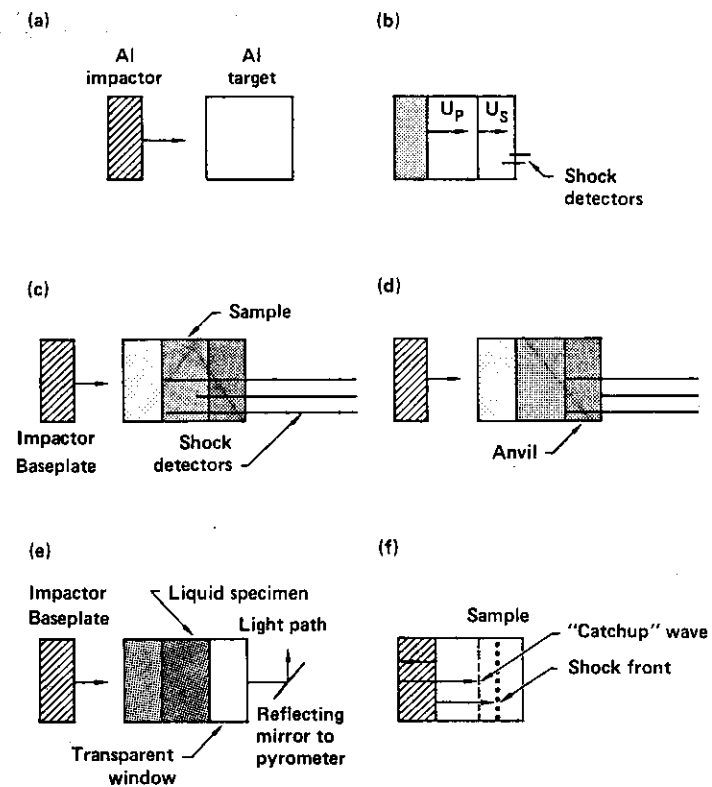 (a)
Al
impactor
Al
target
(b)
U_P
U_S
Shock
detectors
(c)
Sample
Impactor
Baseplate
Shock
detectors
(d)
Anvil
(e)
Impactor
Baseplate
Liquid specimen
Light path
Reflecting
mirror to
pyrometer
Transparent
window
(f)
Sample
"Catchup" wave
Shock front